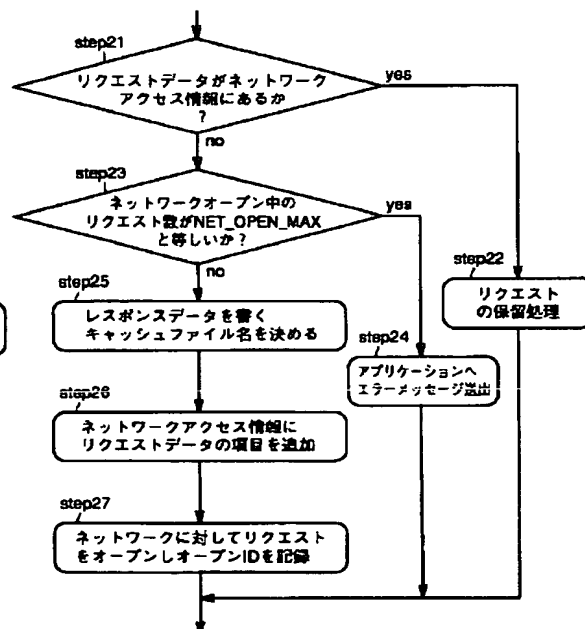 step21
リクエストデータがネットワーク
アクセス情報にあるか
?
yes
no
step23
ネットワークオープン中の
リクエスト数がNET_OPEN_MAX
と等しいか?
yes
no
step22
リクエスト
の保留処理
step25
レスポンスデータを書く
キャッシュファイル名を決める
step24
アプリケーションへ
エラーメッセージ送出
step26
ネットワークアクセス情報に
リクエストデータの項目を追加
step27
ネットワークに対してリクエスト
をオープンしオープンIDを記録